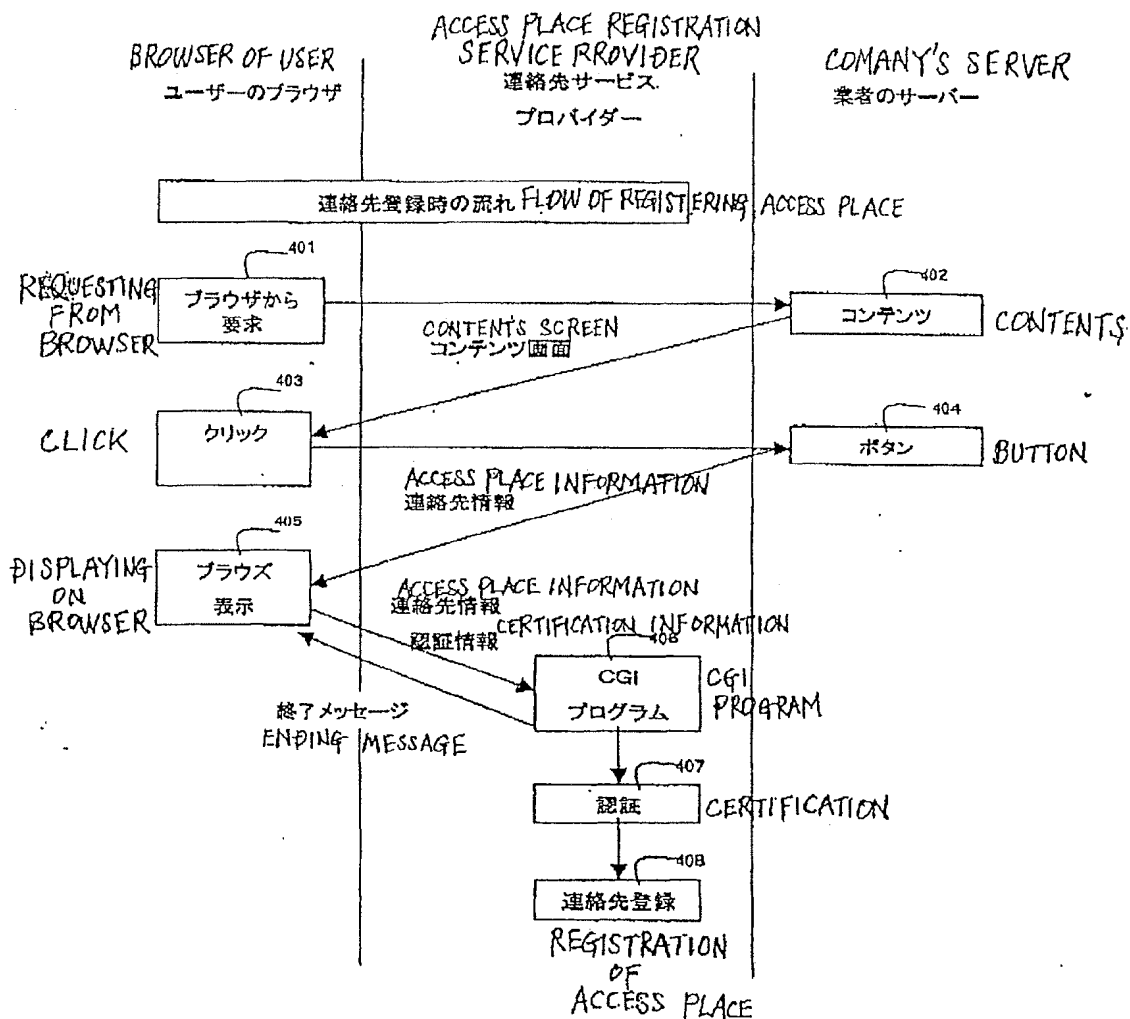 BROWSER OF USER
ユーザーのブラウザ
ACCESS PLACE REGISTRATION
SERVICE RROVIDER
連絡先サービス
プロバイダー
COMANY'S SERVER
業者のサーバー
連絡先登録時の流れ FLOW OF REGISTERING ACCESS PLACE
401
REQUESTING
FROM
BROWSER
ブラウザから
要求
402
コンテンツ
CONTENTS
CONTENTS SCREEN
コンテンツ画面
403
CLICK
クリック
404
ボタン
BUTTON
ACCESS PLACE INFORMATION
連絡先情報
405
DISPLAYING
ON
BROWSER
ブラウズ
表示
ACCESS PLACE INFORMATION
連絡先情報
認証情報 CERTIFICATION INFORMATION
406
CGI
プログラム
CGI
PROGRAM
終了メッセージ
ENDING MESSAGE
407
認証
CERTIFICATION
408
連絡先登録
REGISTRATION
OF
ACCESS PLACE